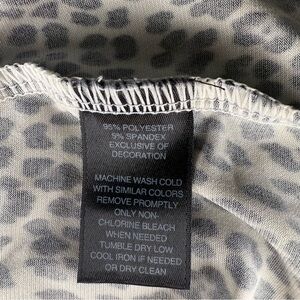 95% POLYESTER
5% SPANDEX
EXCLUSIVE OF
DECORATION
MACHINE WASH COLD
WITH SIMILAR COLORS
REMOVE PROMPTLY
ONLY NON-
CHLORINE BLEACH
WHEN NEEDED
TUMBLE DRY LOW
COOL IRON IF NEEDED
OR DRY CLEAN